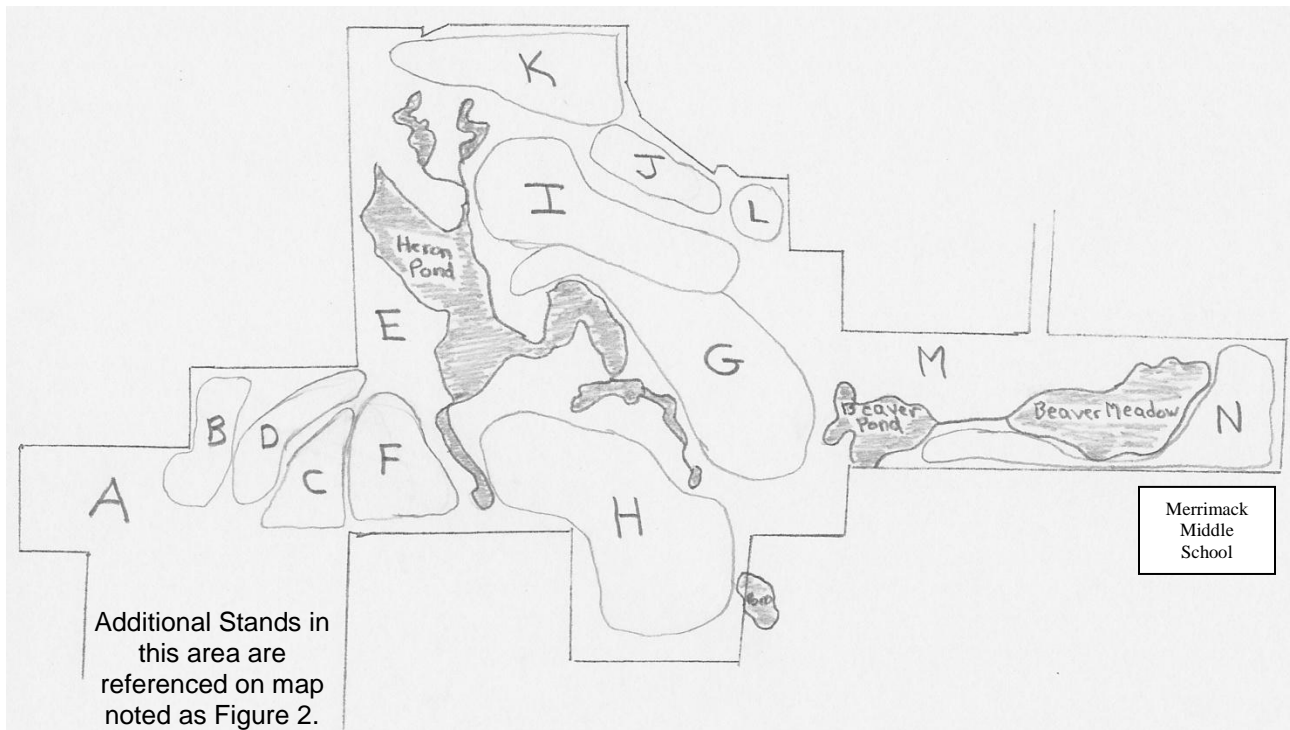 K
J
I
L
Heron
Pond
E
G
M
B
D
C
F
A
H
Beaver
Pond
Beaver Meadow
N
Merrimack
Middle
School
Additional Stands in
this area are
referenced on map
noted as Figure 2.